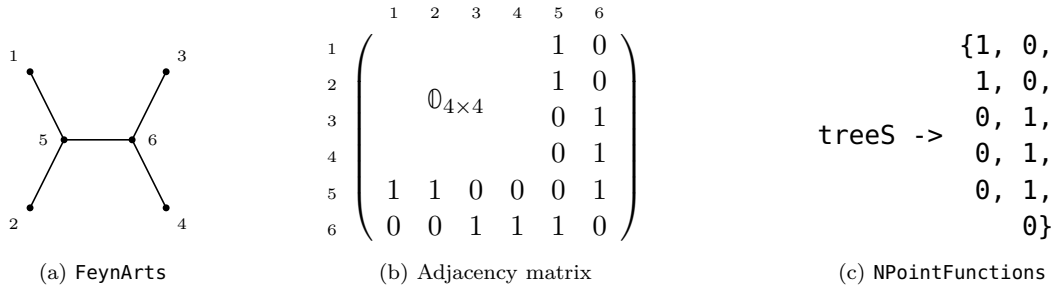 1 3
5 6
2 4
(a) FeynArts
1 2 3 4 5 6
1 1 0
2 1 0
𝟘4×4
3 0 1
4 0 1
5 1 1 0 0 0 1
6 0 0 1 1 1 0
(b) Adjacency matrix
{1, 0,
1, 0,
0, 1,
treeS ->
0, 1,
0, 1,
0}
(c) NPointFunctions